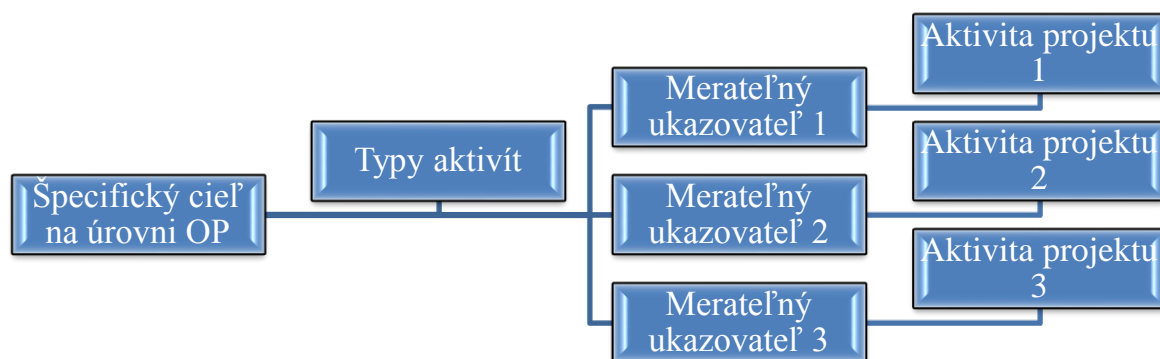 Špecifický cieľ
na úrovni OP
Typy aktivít
Merateľný
ukazovateľ 1
Aktivita projektu
1
Merateľný
ukazovateľ 2
Aktivita projektu
2
Merateľný
ukazovateľ 3
Aktivita projektu
3